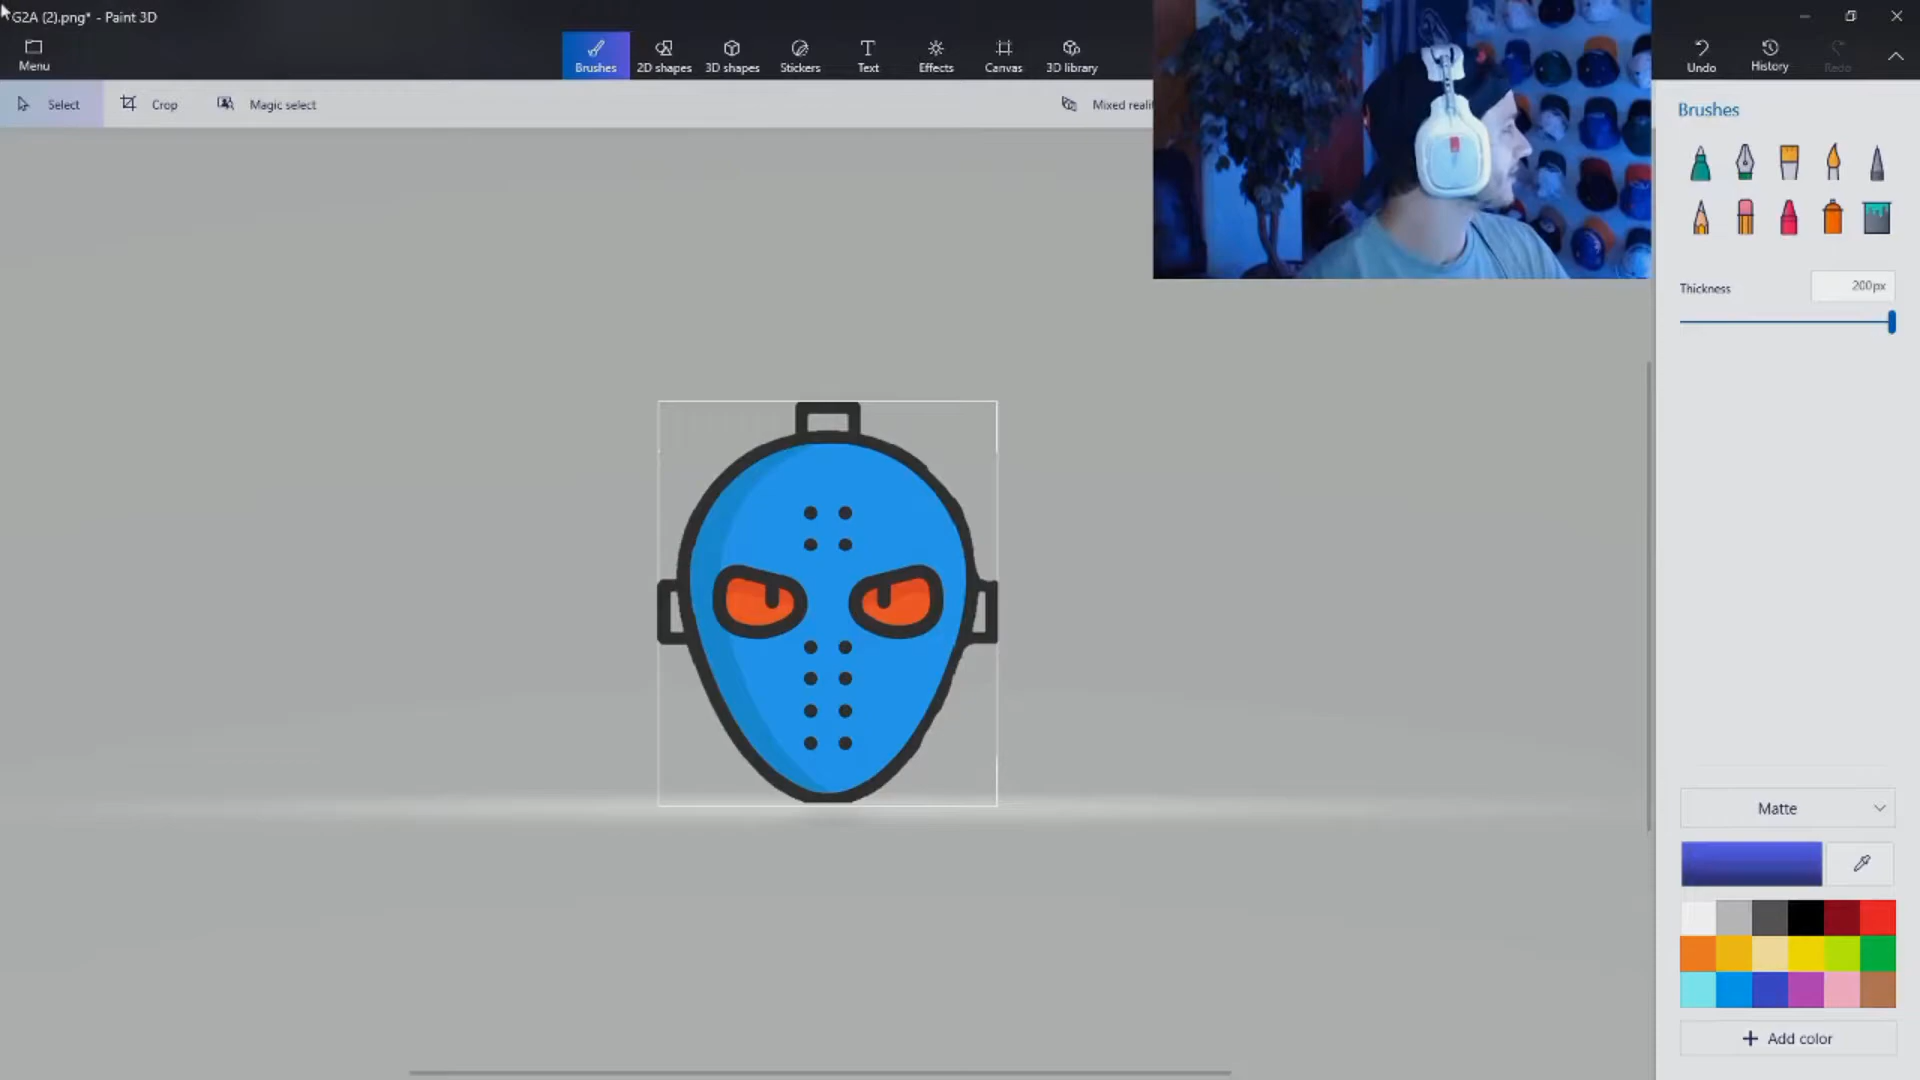 G2A (2).png* - Paint 3D
Menu
Brushes
2D shapes
3D shapes
Stickers
Text
Effects
Canvas
3D library
Undo
History
Redo
Select
Crop
Magic select
Mixed realit
Brushes
Thickness
200px
Matte
Add color